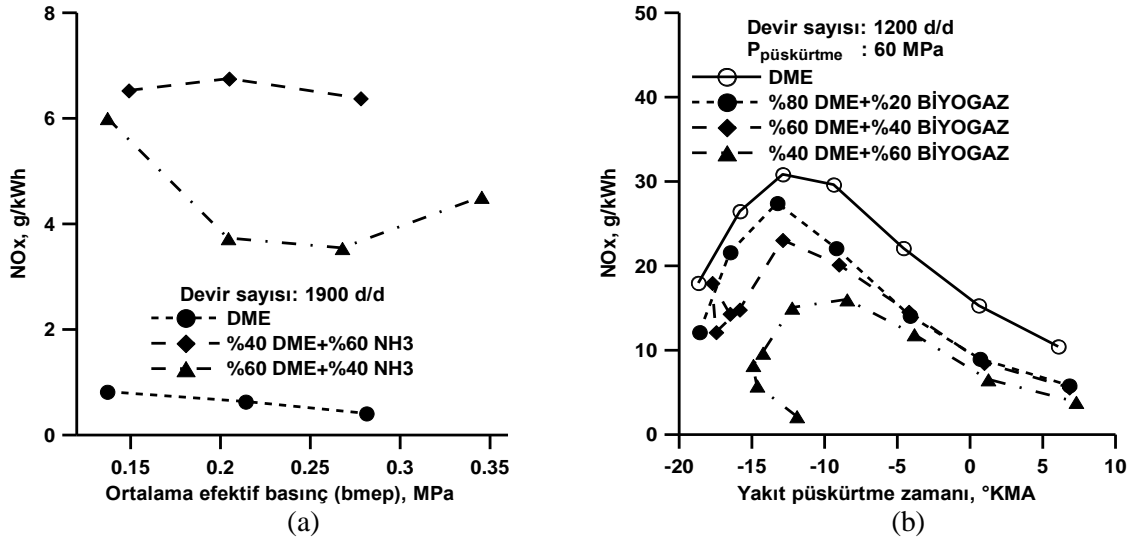 8
6
4
2
0
NOx, g/kWh
Devir sayısı: 1900 d/d
DME
%40 DME+%60 NH3
%60 DME+%40 NH3
0.15 0.2 0.25 0.3 0.35
Ortalama efektif basınç (bmep), MPa
(a)
50
40
30
20
10
0
NOx, g/kWh
Devir sayısı: 1200 d/d
Ppüskürtme : 60 MPa
DME
%80 DME+%20 BİYOGAZ
%60 DME+%40 BİYOGAZ
%40 DME+%60 BİYOGAZ
-20 -15 -10 -5 0 5 10
Yakıt püskürtme zamanı, °KMA
(b)